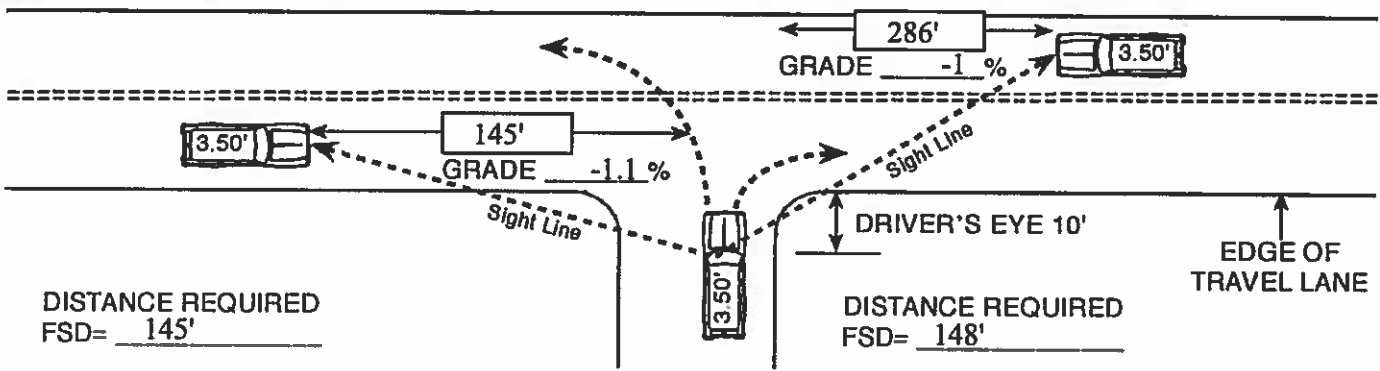 286'
GRADE -1 %
3.50'
3.50'
145'
GRADE -1.1 %
Sight Line
Sight Line
DRIVER'S EYE 10'
EDGE OF
TRAVEL LANE
3.50'
DISTANCE REQUIRED
FSD= 145'
DISTANCE REQUIRED
FSD= 148'